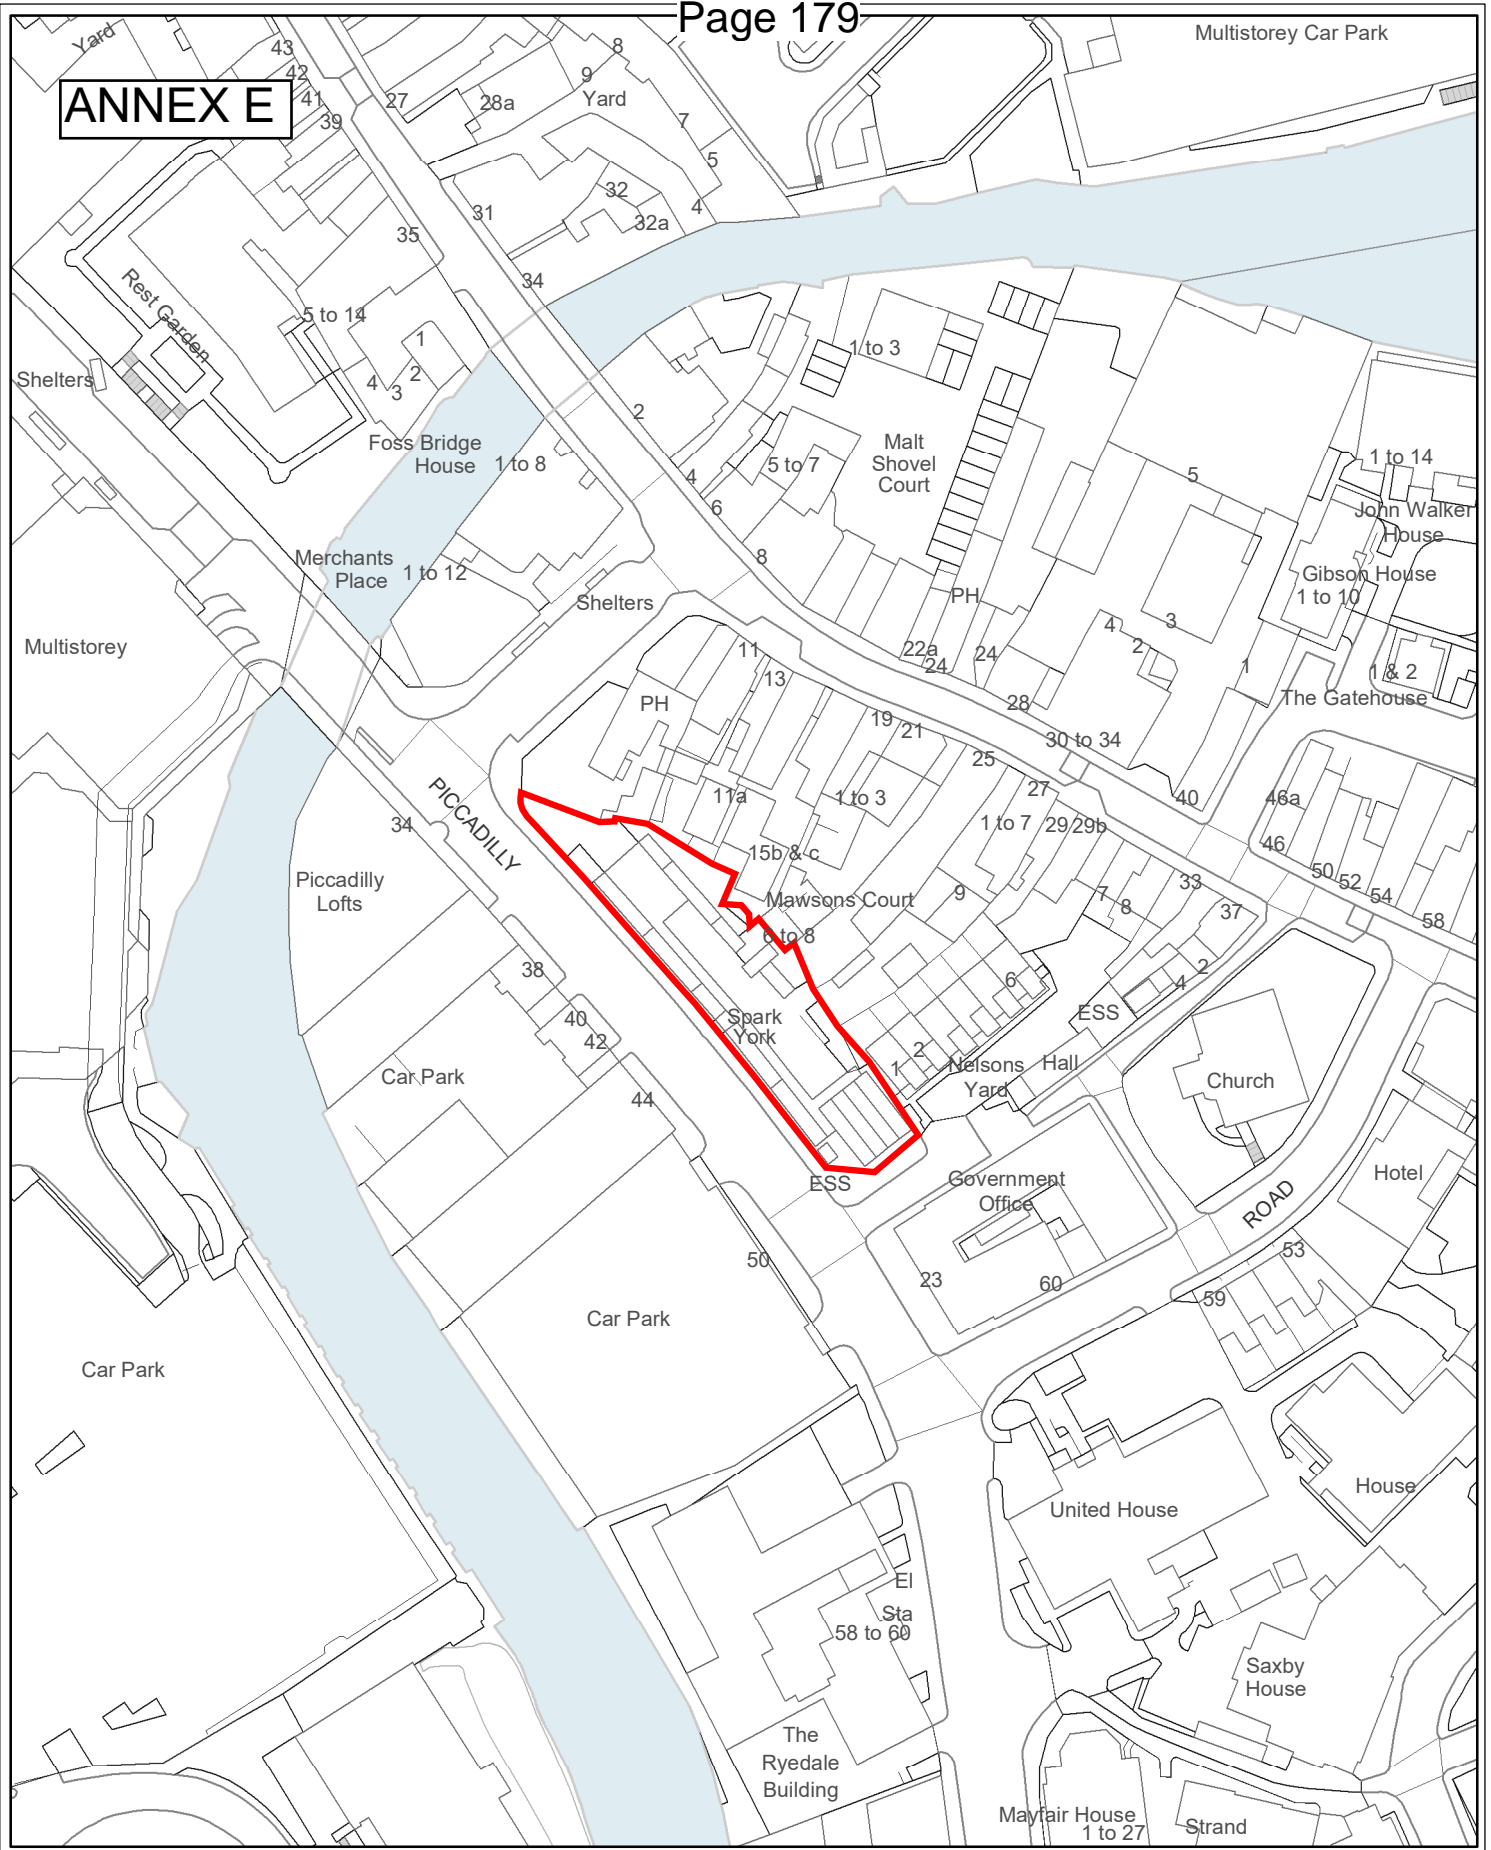 Page 179
ANNEX E
Multistorey Car Park
Yard
43
42
41
39
27
28a
8
9
Yard
7
5
32
32a
4
31
35
34
Rest Garden
5 to 14
1
2
3
4
Shelters
Foss Bridge
House
1 to 8
2
4
6
8
1 to 3
5 to 7
Malt
Shovel
Court
5
1 to 14
John Walker
House
Gibson House
1 to 10
Merchants
Place
1 to 12
Shelters
PH
22a
24
24
4
2
3
1
1 & 2
The Gatehouse
Multistorey
11
13
PH
19
21
28
30 to 34
25
27
40
46a
46
50
52
54
58
PICCADILLY
34
11a
1 to 3
1 to 7
29
29b
15b & c
Mawsons Court
9
7
8
33
37
6 to 8
Piccadilly
Lofts
38
40
42
44
Spark
York
6
2
1
ESS
4
2
Nelsons
Yard
Hall
Church
Car Park
ESS
Government
Office
Hotel
ROAD
53
50
23
60
59
Car Park
Car Park
United House
House
El
Sta
58 to 60
Saxby
House
The
Ryedale
Building
Mayfair House
1 to 27
Strand